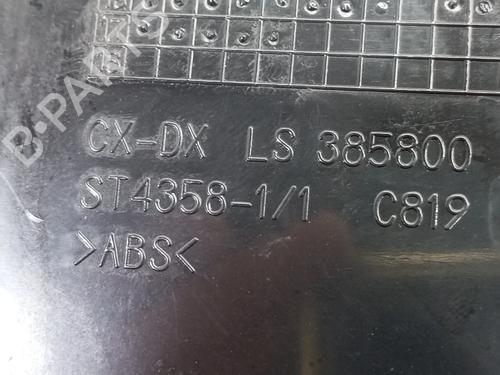 CX-DX LS 385800
ST4358-1/1 C819
>ABS<
B-PARTS